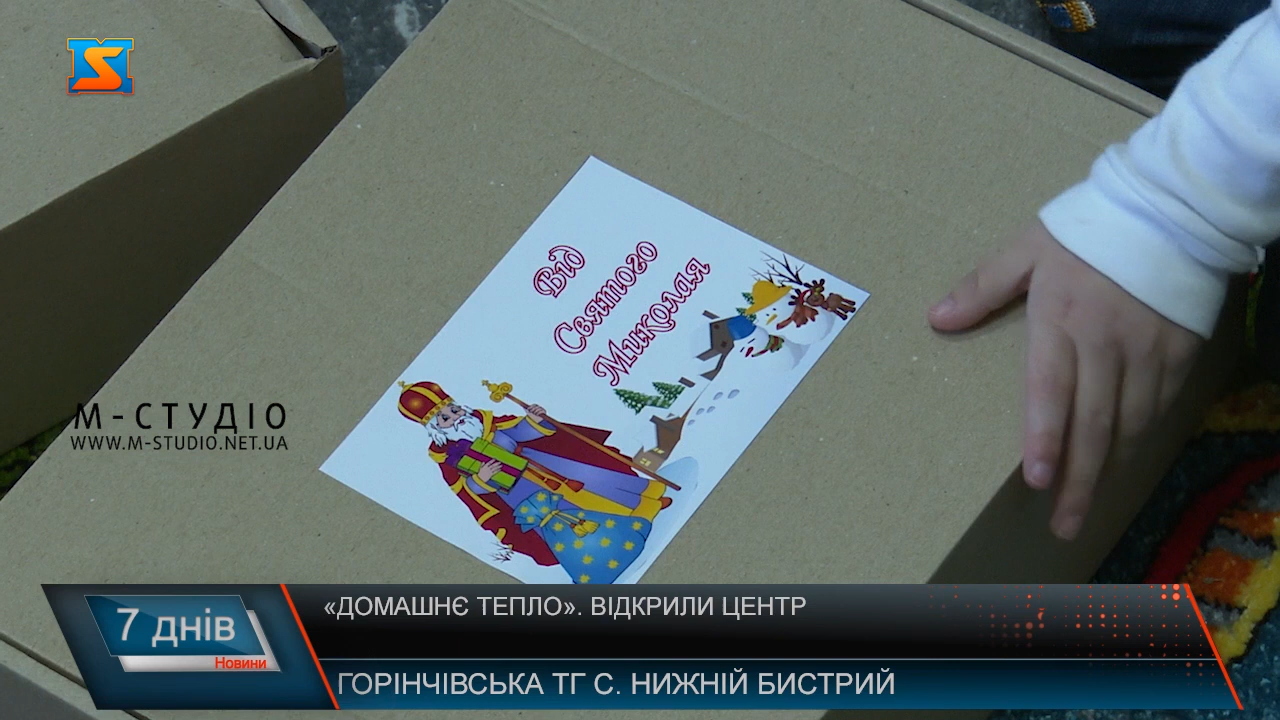 Від
Святого
Миколая
М-СТУДІО
WWW.M-STUDIO.NET.UA
7 днів
Новини
«ДОМАШНЄ ТЕПЛО». ВІДКРИЛИ ЦЕНТР
ГОРІНЧІВСЬКА ТГ С. НИЖНІЙ БИСТРИЙ